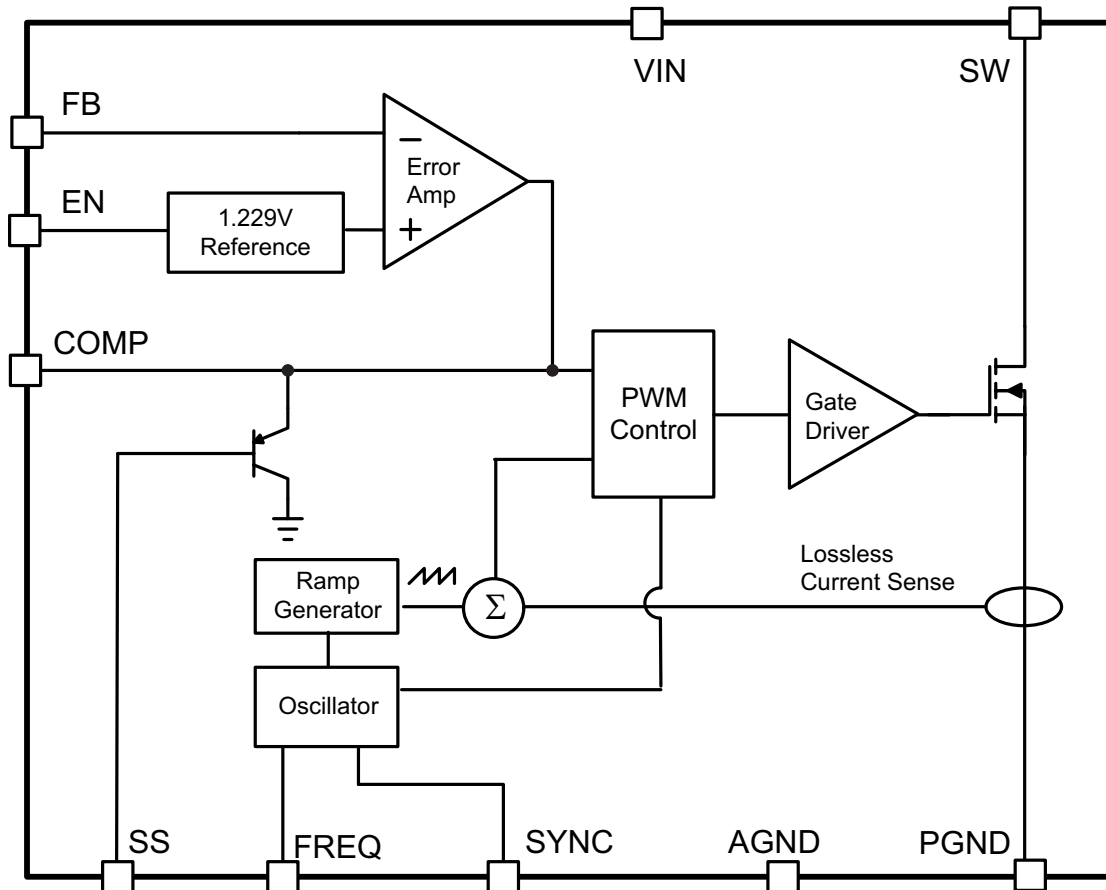 VIN
SW
FB
Error
Amp
EN
1.229V
Reference
COMP
PWM
Control
Gate
Driver
Lossless
Current Sense
Ramp
Generator
Σ
Oscillator
SS
FREQ
SYNC
AGND
PGND